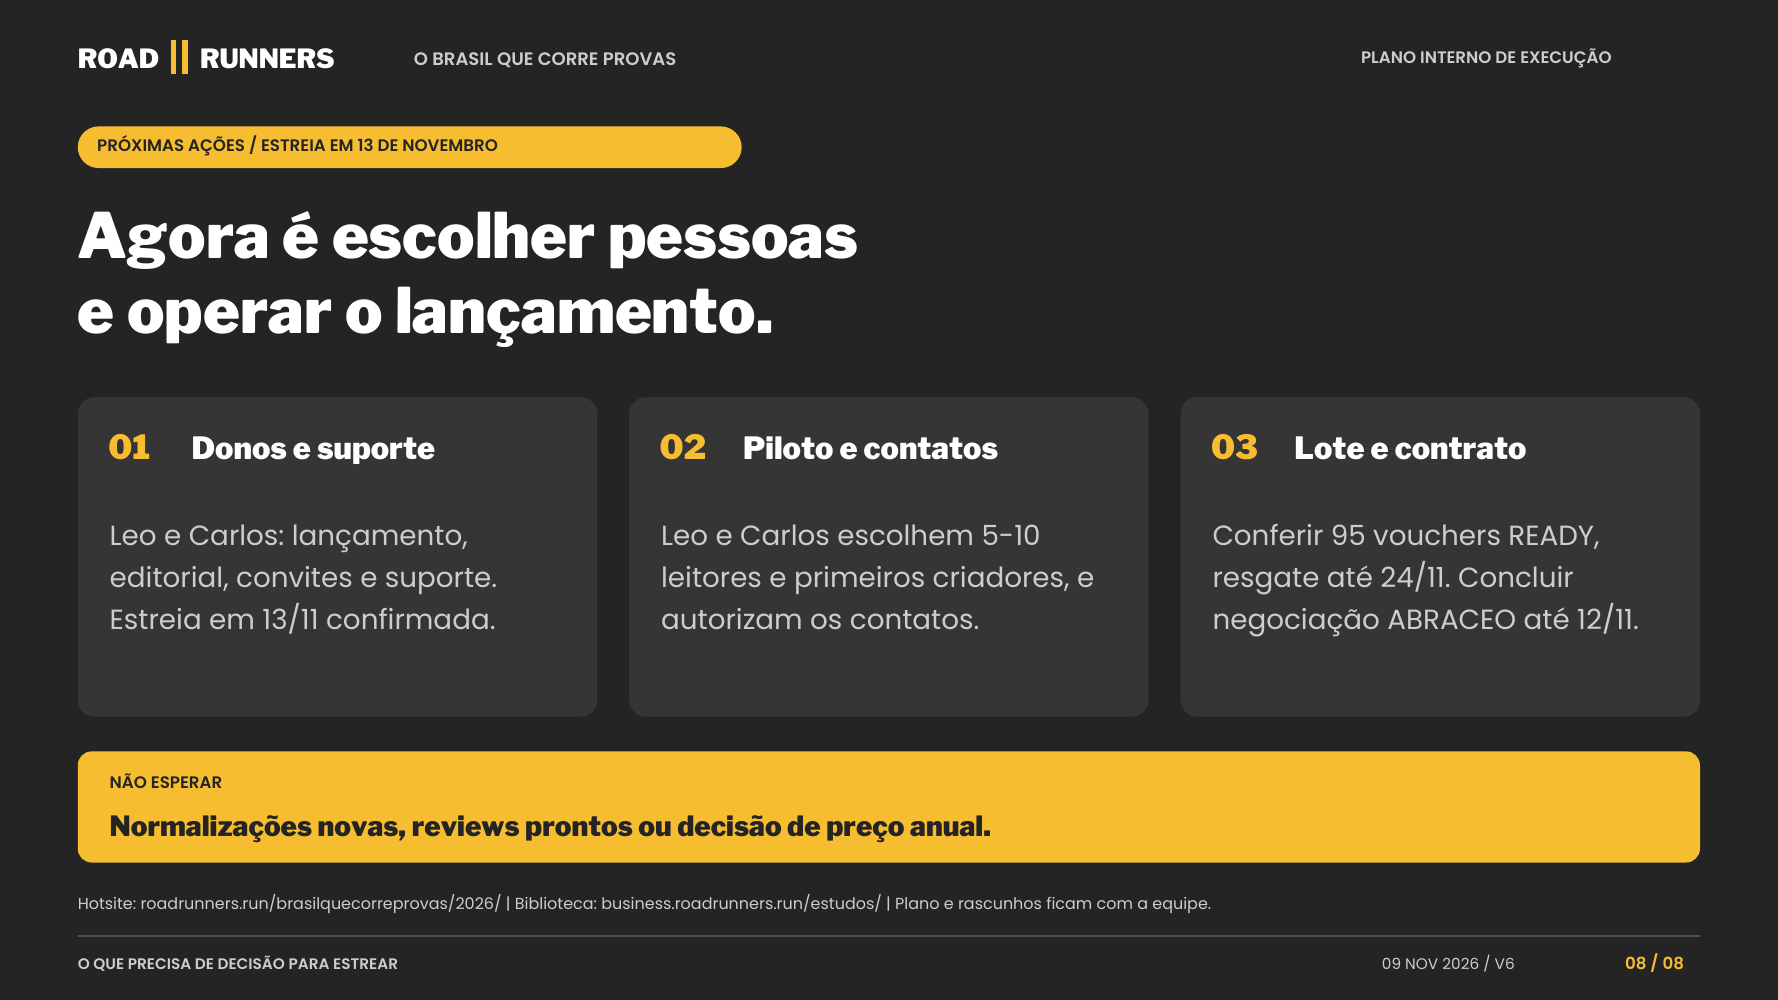 ROAD || RUNNERS
O BRASIL QUE CORRE PROVAS
PLANO INTERNO DE EXECUÇÃO
PRÓXIMAS AÇÕES / ESTREIA EM 13 DE NOVEMBRO
Agora é escolher pessoas
e operar o lançamento.
01 Donos e suporte
Leo e Carlos: lançamento,
editorial, convites e suporte.
Estreia em 13/11 confirmada.
02 Piloto e contatos
Leo e Carlos escolhem 5-10
leitores e primeiros criadores, e
autorizam os contatos.
03 Lote e contrato
Conferir 95 vouchers READY,
resgate até 24/11. Concluir
negociação ABRACEO até 12/11.
NÃO ESPERAR
Normalizações novas, reviews prontos ou decisão de preço anual.
Hotsite: roadrunners.run/brasilquecorreprovas/2026/ | Biblioteca: business.roadrunners.run/estudos/ | Plano e rascunhos ficam com a equipe.
O QUE PRECISA DE DECISÃO PARA ESTREAR
09 NOV 2026 / V6
08 / 08